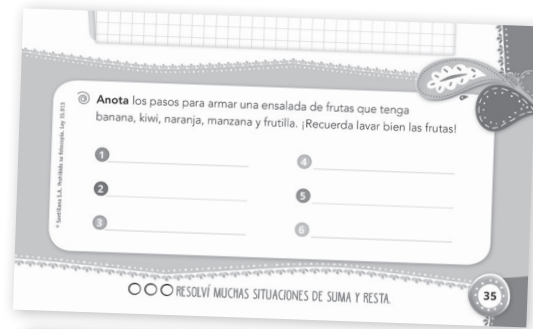 Anota los pasos para armar una ensalada de frutas que tenga
banana, kiwi, naranja, manzana y frutilla. ¡Recuerda lavar bien las frutas!
1
4
2
5
3
6
© Santillana S.A. Prohibida su fotocopia. Ley 11.723
RESOLVÍ MUCHAS SITUACIONES DE SUMA Y RESTA.
35